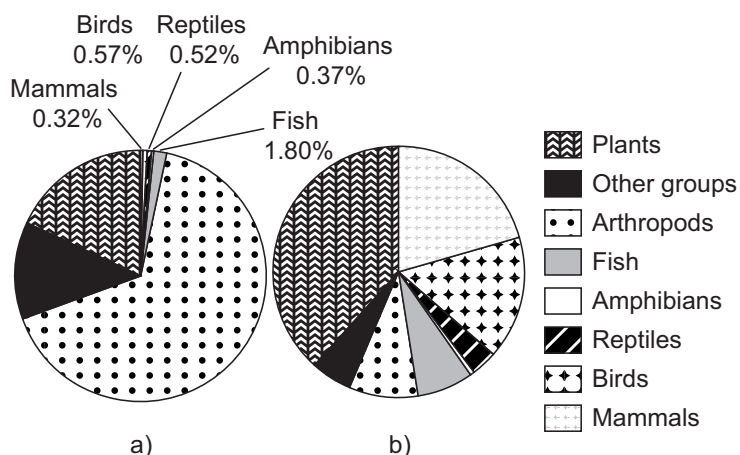 Birds
0.57%
Reptiles
0.52%
Amphibians
0.37%
Mammals
0.32%
Fish
1.80%
Plants
Other groups
Arthropods
Fish
Amphibians
Reptiles
Birds
Mammals
a)
b)